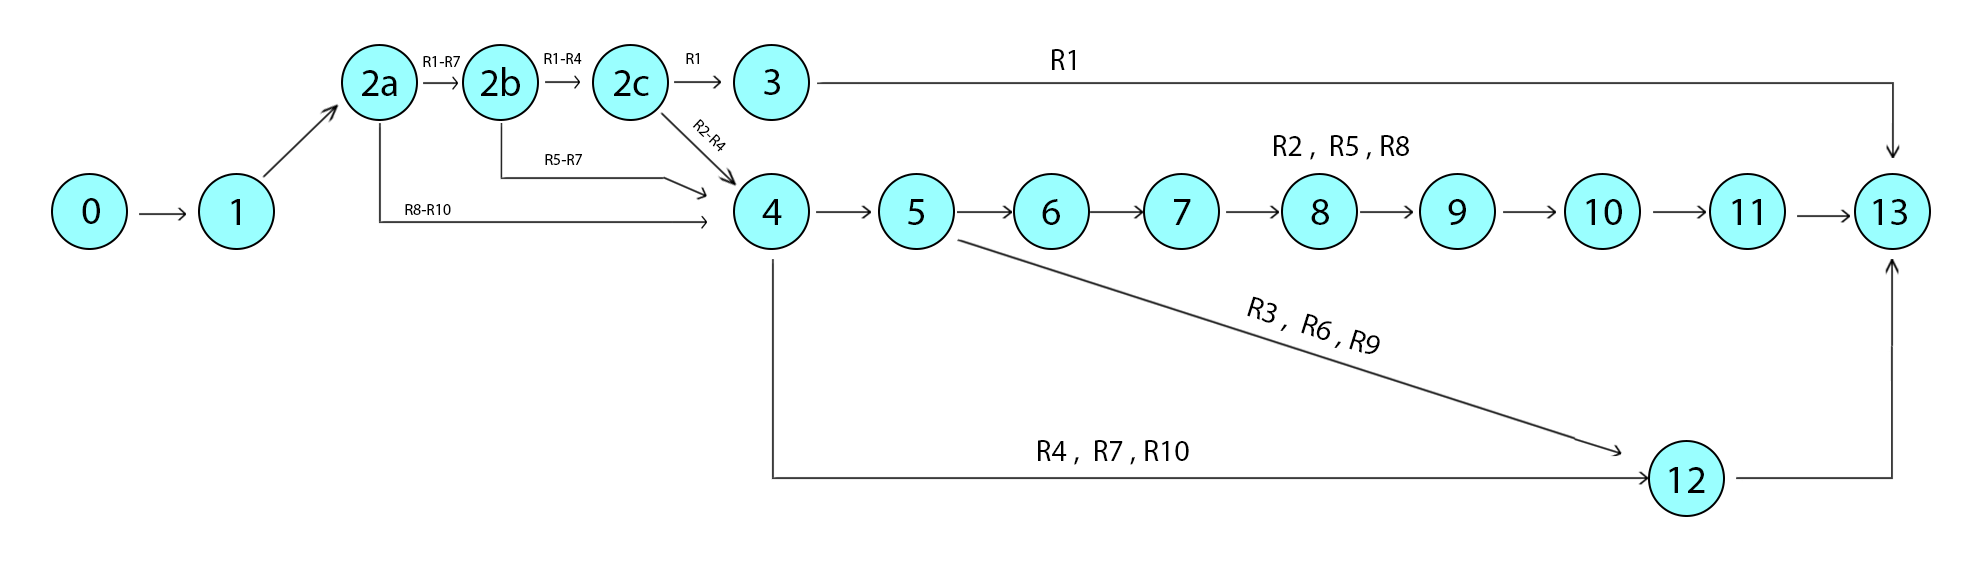 R1
R1-R7
R1-R4
R1
2a
2b
2c
3
R2-R4
R2 , R5 , R8
R5-R7
R8-R10
0
1
4
5
6
7
8
9
10
11
13
R3 , R6 , R9
R4 , R7 , R10
12